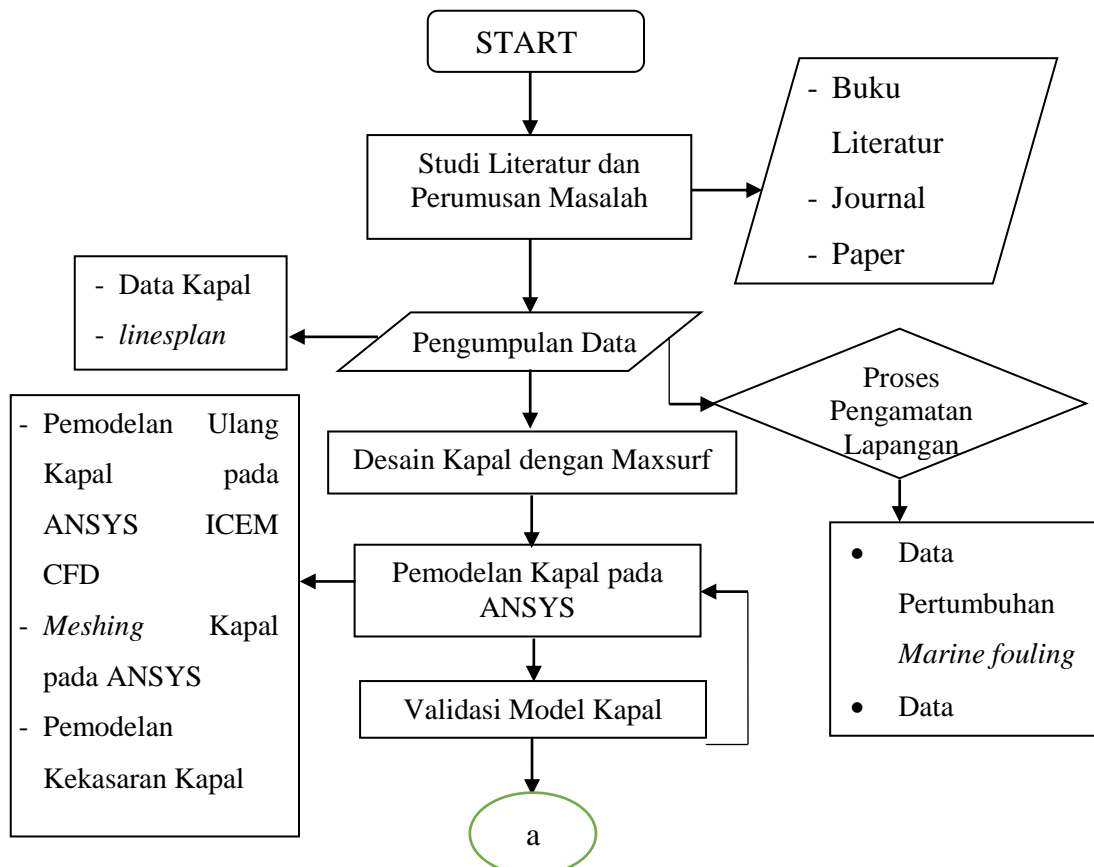 START
Studi Literatur dan
Perumusan Masalah
- Buku
Literatur
- Journal
- Paper
- Data Kapal
- linesplan
Pengumpulan Data
Proses
Pengamatan
Lapangan
- Pemodelan Ulang
Kapal pada
ANSYS ICEM
CFD
- Meshing Kapal
pada ANSYS
- Pemodelan
Kekasaran Kapal
Desain Kapal dengan Maxsurf
Pemodelan Kapal pada
ANSYS
Validasi Model Kapal
• Data
Pertumbuhan
Marine fouling
• Data
a